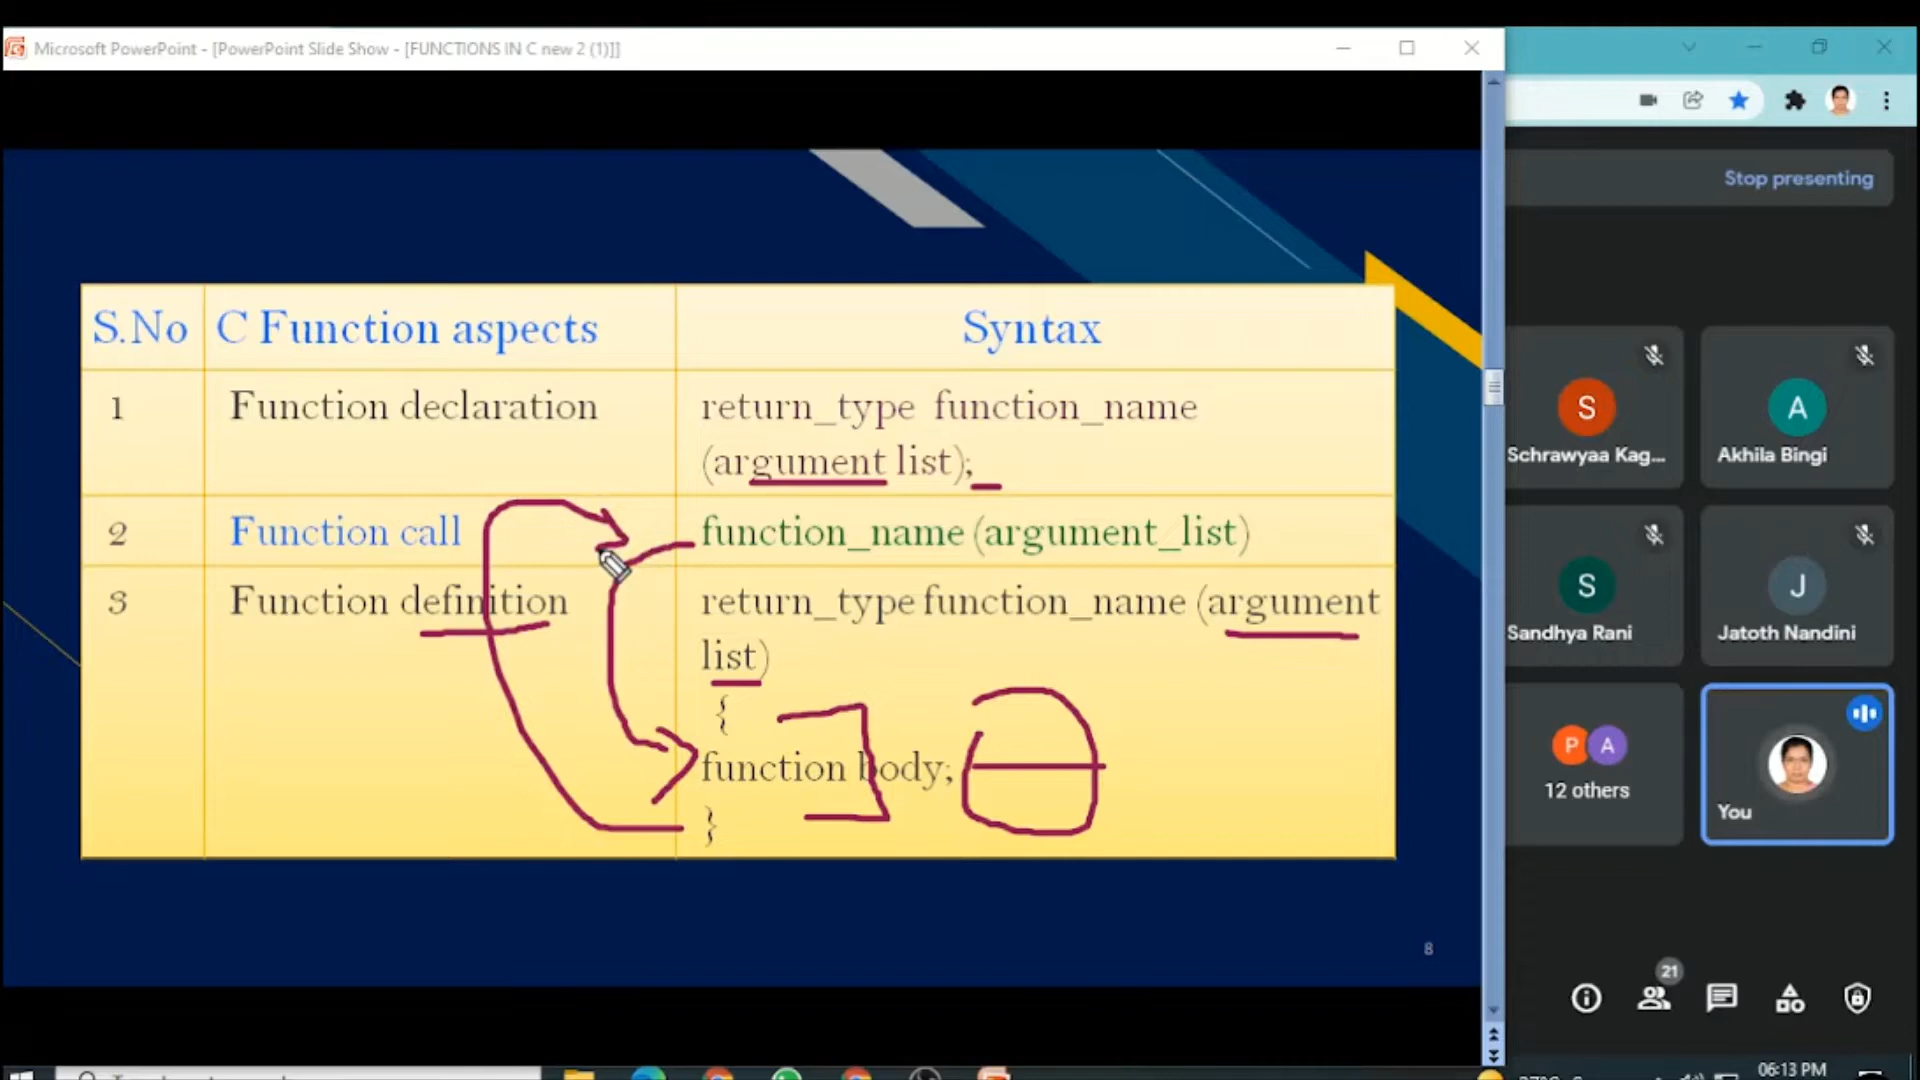 Microsoft PowerPoint - [PowerPoint Slide Show - [FUNCTIONS IN C new 2 (1)]]
Stop presenting
S.No C Function aspects Syntax
1 Function declaration return_type function_name
(argument list);
2 Function call function_name (argument_list)
3 Function definition return_type function_name (argument
list)
{
function body;
}
8
S
Schrawyaa Kag...
A
Akhila Bingi
S
Sandhya Rani
J
Jatoth Nandini
P A
12 others
You
21
06:13 PM